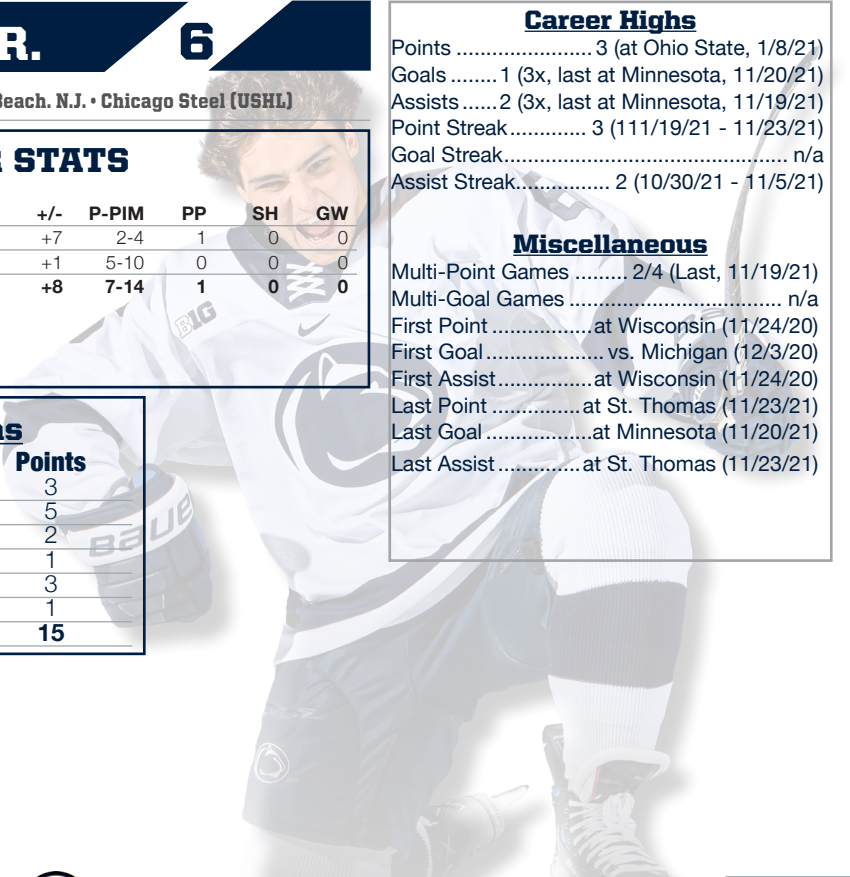 R. 6
Beach. N.J. • Chicago Steel (USHL)
STATS
+/- P-PIM PP SH GW
+7 2-4 1 0 0
+1 5-10 0 0 0
+8 7-14 1 0 0
Points
3
5
2
1
3
1
15
Career Highs
Points ...................... 3 (at Ohio State, 1/8/21)
Goals ........1 (3x, last at Minnesota, 11/20/21)
Assists ......2 (3x, last at Minnesota, 11/19/21)
Point Streak ............. 3 (111/19/21 - 11/23/21)
Goal Streak............................................... n/a
Assist Streak............... 2 (10/30/21 - 11/5/21)
Miscellaneous
Multi-Point Games ......... 2/4 (Last, 11/19/21)
Multi-Goal Games ................................... n/a
First Point .................at Wisconsin (11/24/20)
First Goal .................... vs. Michigan (12/3/20)
First Assist ................at Wisconsin (11/24/20)
Last Point ...............at St. Thomas (11/23/21)
Last Goal ..................at Minnesota (11/20/21)
Last Assist ..............at St. Thomas (11/23/21)
B1G
BAUE